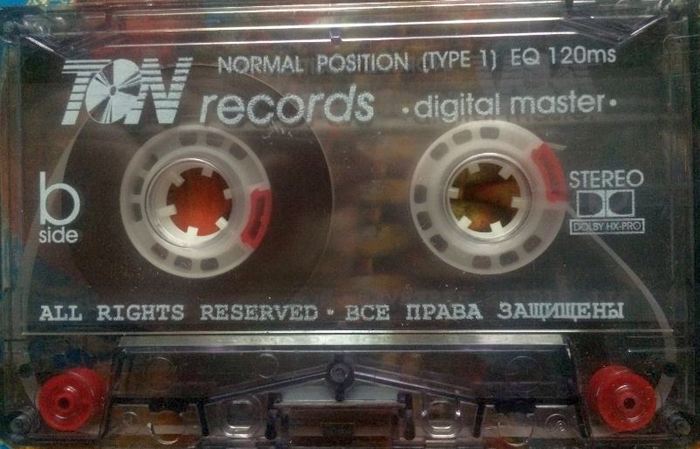 NORMAL POSITION (TYPE 1) EQ 120ms
TON records • digital master •
b
side
STEREO
DOLBY HX-PRO
ALL RIGHTS RESERVED • ВСЕ ПРАВА ЗАЩИЩЕНЫ